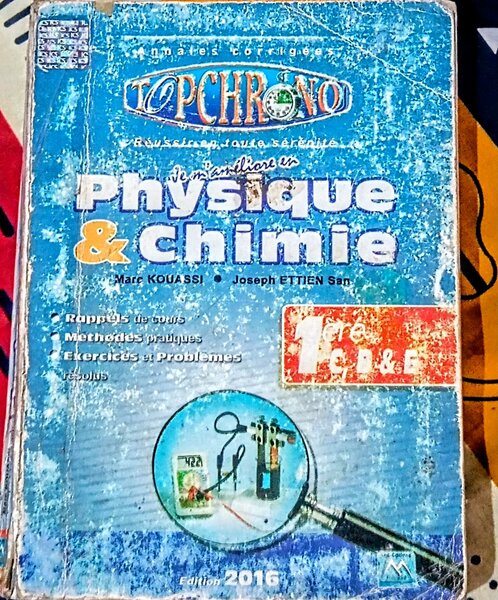 Annales corrigées
TOPCHRONO
Réussir en toute sérénité...
Je m'améliore en
Physique
& Chimie
Marc KOUASSI • Joseph ETTIEN San
• Rappels de cours
• Méthodes pratiques
• Exercices et Problèmes
résolus
1ère
C, D & E
422
Edition 2016